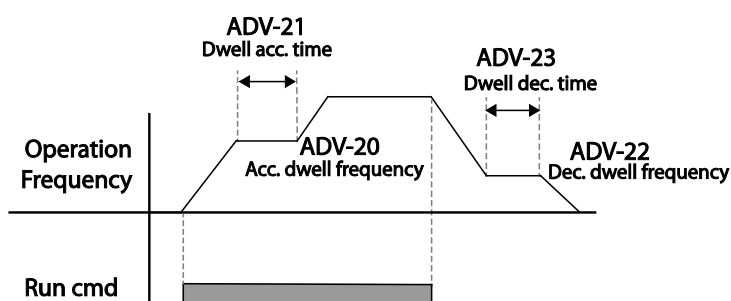 ADV-21
Dwell acc. time
ADV-23
Dwell dec. time
Operation
Frequency
ADV-20
Acc. dwell frequency
ADV-22
Dec. dwell frequency
Run cmd